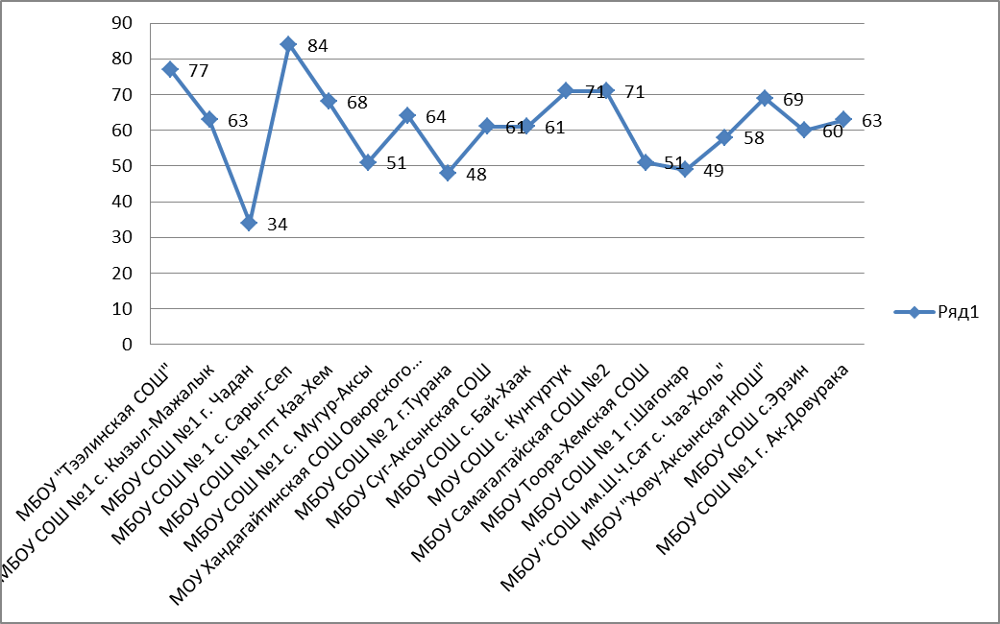 90
80
70
60
50
40
30
20
10
0
77
63
34
84
68
51
64
48
61
61
71
71
51
49
58
69
60
63
Ряд1
МБОУ "Тээлинская СОШ"
МБОУ СОШ №1 с. Кызыл-Мажалык
МБОУ СОШ №1 г. Чадан
МБОУ СОШ № 1 с. Сарыг-Сеп
МБОУ СОШ №1 пгт Каа-Хем
МБОУ СОШ №1 с. Мугур-Аксы
МОУ Хандагайтинская СОШ Овюрского...
МБОУ СОШ № 2 г.Турана
МБОУ Суг-Аксынская СОШ
МБОУ СОШ с. Бай-Хаак
МОУ СОШ с. Кунгуртук
МБОУ Самагалтайская СОШ №2
МБОУ Тоора-Хемская СОШ
МБОУ СОШ № 1 г.Шагонар
МБОУ "СОШ им.Ш.Ч.Сат с. Чаа-Холь"
МБОУ "Хову-Аксынская НОШ"
МБОУ СОШ с.Эрзин
МБОУ СОШ №1 г. Ак-Довурака